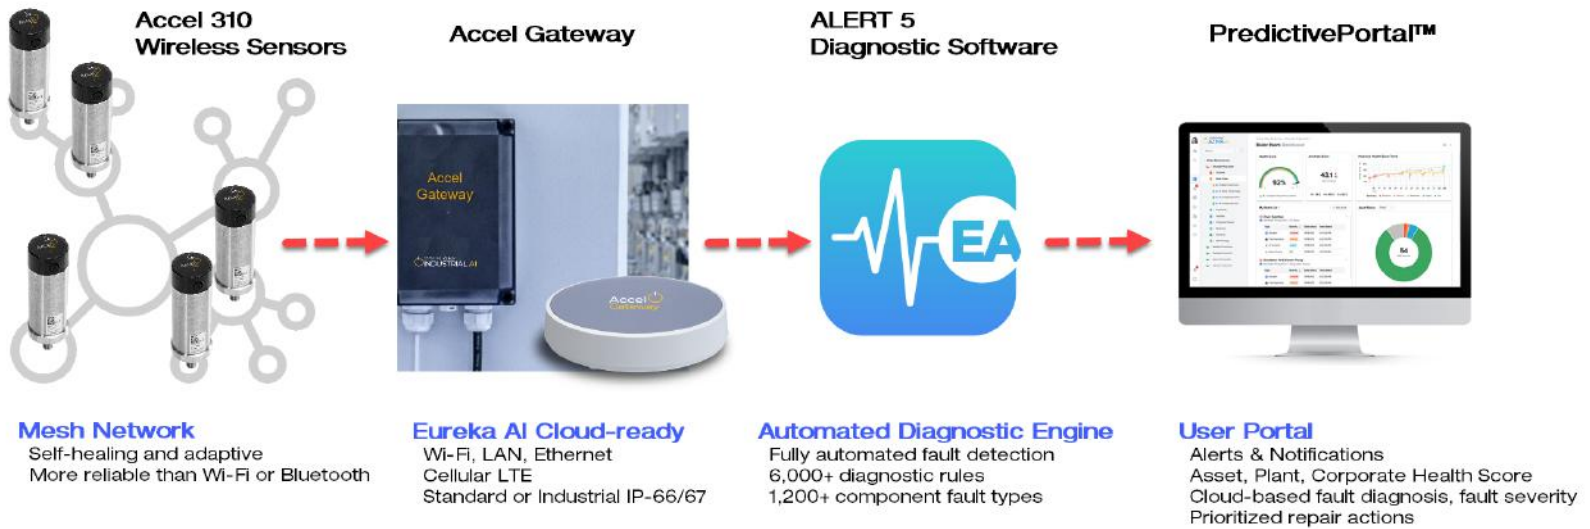 Accel 310
Wireless Sensors
Accel Gateway
ALERT 5
Diagnostic Software
PredictivePortal™
Accel
Gateway
INDUSTRIAL AI
Accel
Gateway
EA
92%
54
Mesh Network
Self-healing and adaptive
More reliable than Wi-Fi or Bluetooth
Eureka AI Cloud-ready
Wi-Fi, LAN, Ethernet
Cellular LTE
Standard or Industrial IP-66/67
Automated Diagnostic Engine
Fully automated fault detection
6,000+ diagnostic rules
1,200+ component fault types
User Portal
Alerts & Notifications
Asset, Plant, Corporate Health Score
Cloud-based fault diagnosis, fault severity
Prioritized repair actions